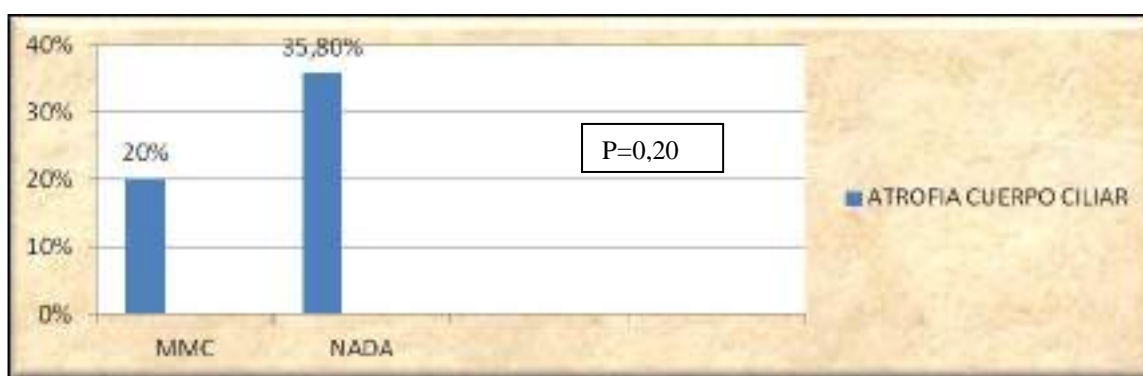 40%
35,80%
30%
P=0,20
20%
20%
ATROFIA CUERPO CILIAR
10%
0%
MMC NADA